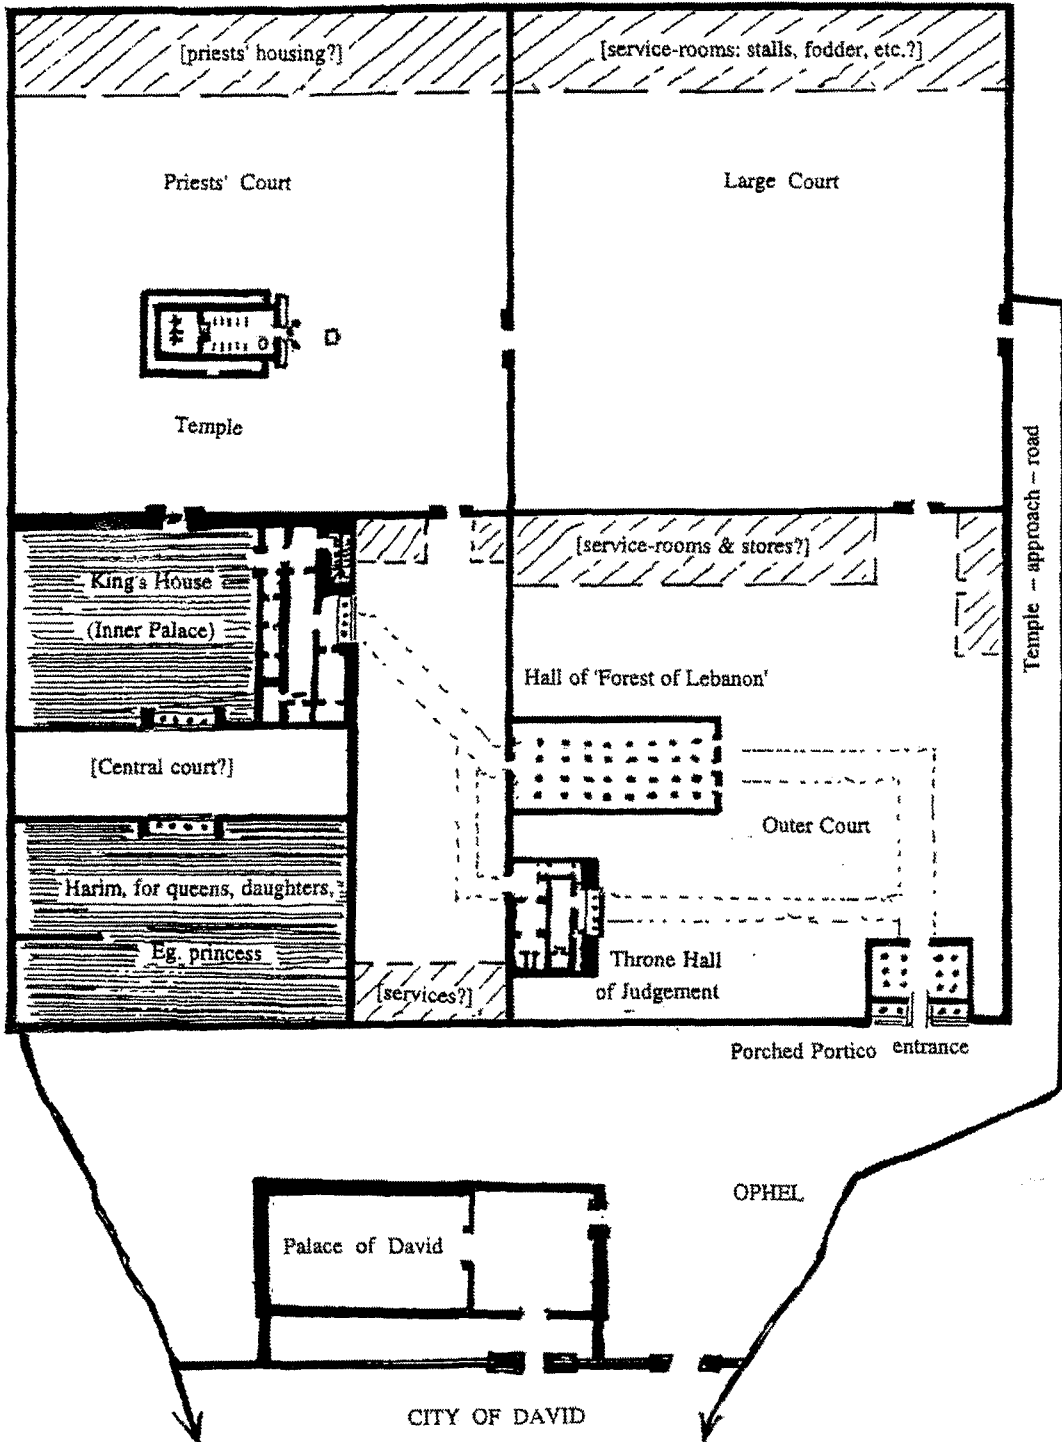 [priests' housing?]
[service-rooms: stalls, fodder, etc.?]
Priests' Court
Large Court
Temple
Temple – approach – road
King's House
(Inner Palace)
[service-rooms & stores?]
Hall of 'Forest of Lebanon'
[Central court?]
Outer Court
Harim, for queens, daughters,
Eg. princess
[services?]
Throne Hall
of Judgement
Porched Portico entrance
OPHEL
Palace of David
CITY OF DAVID